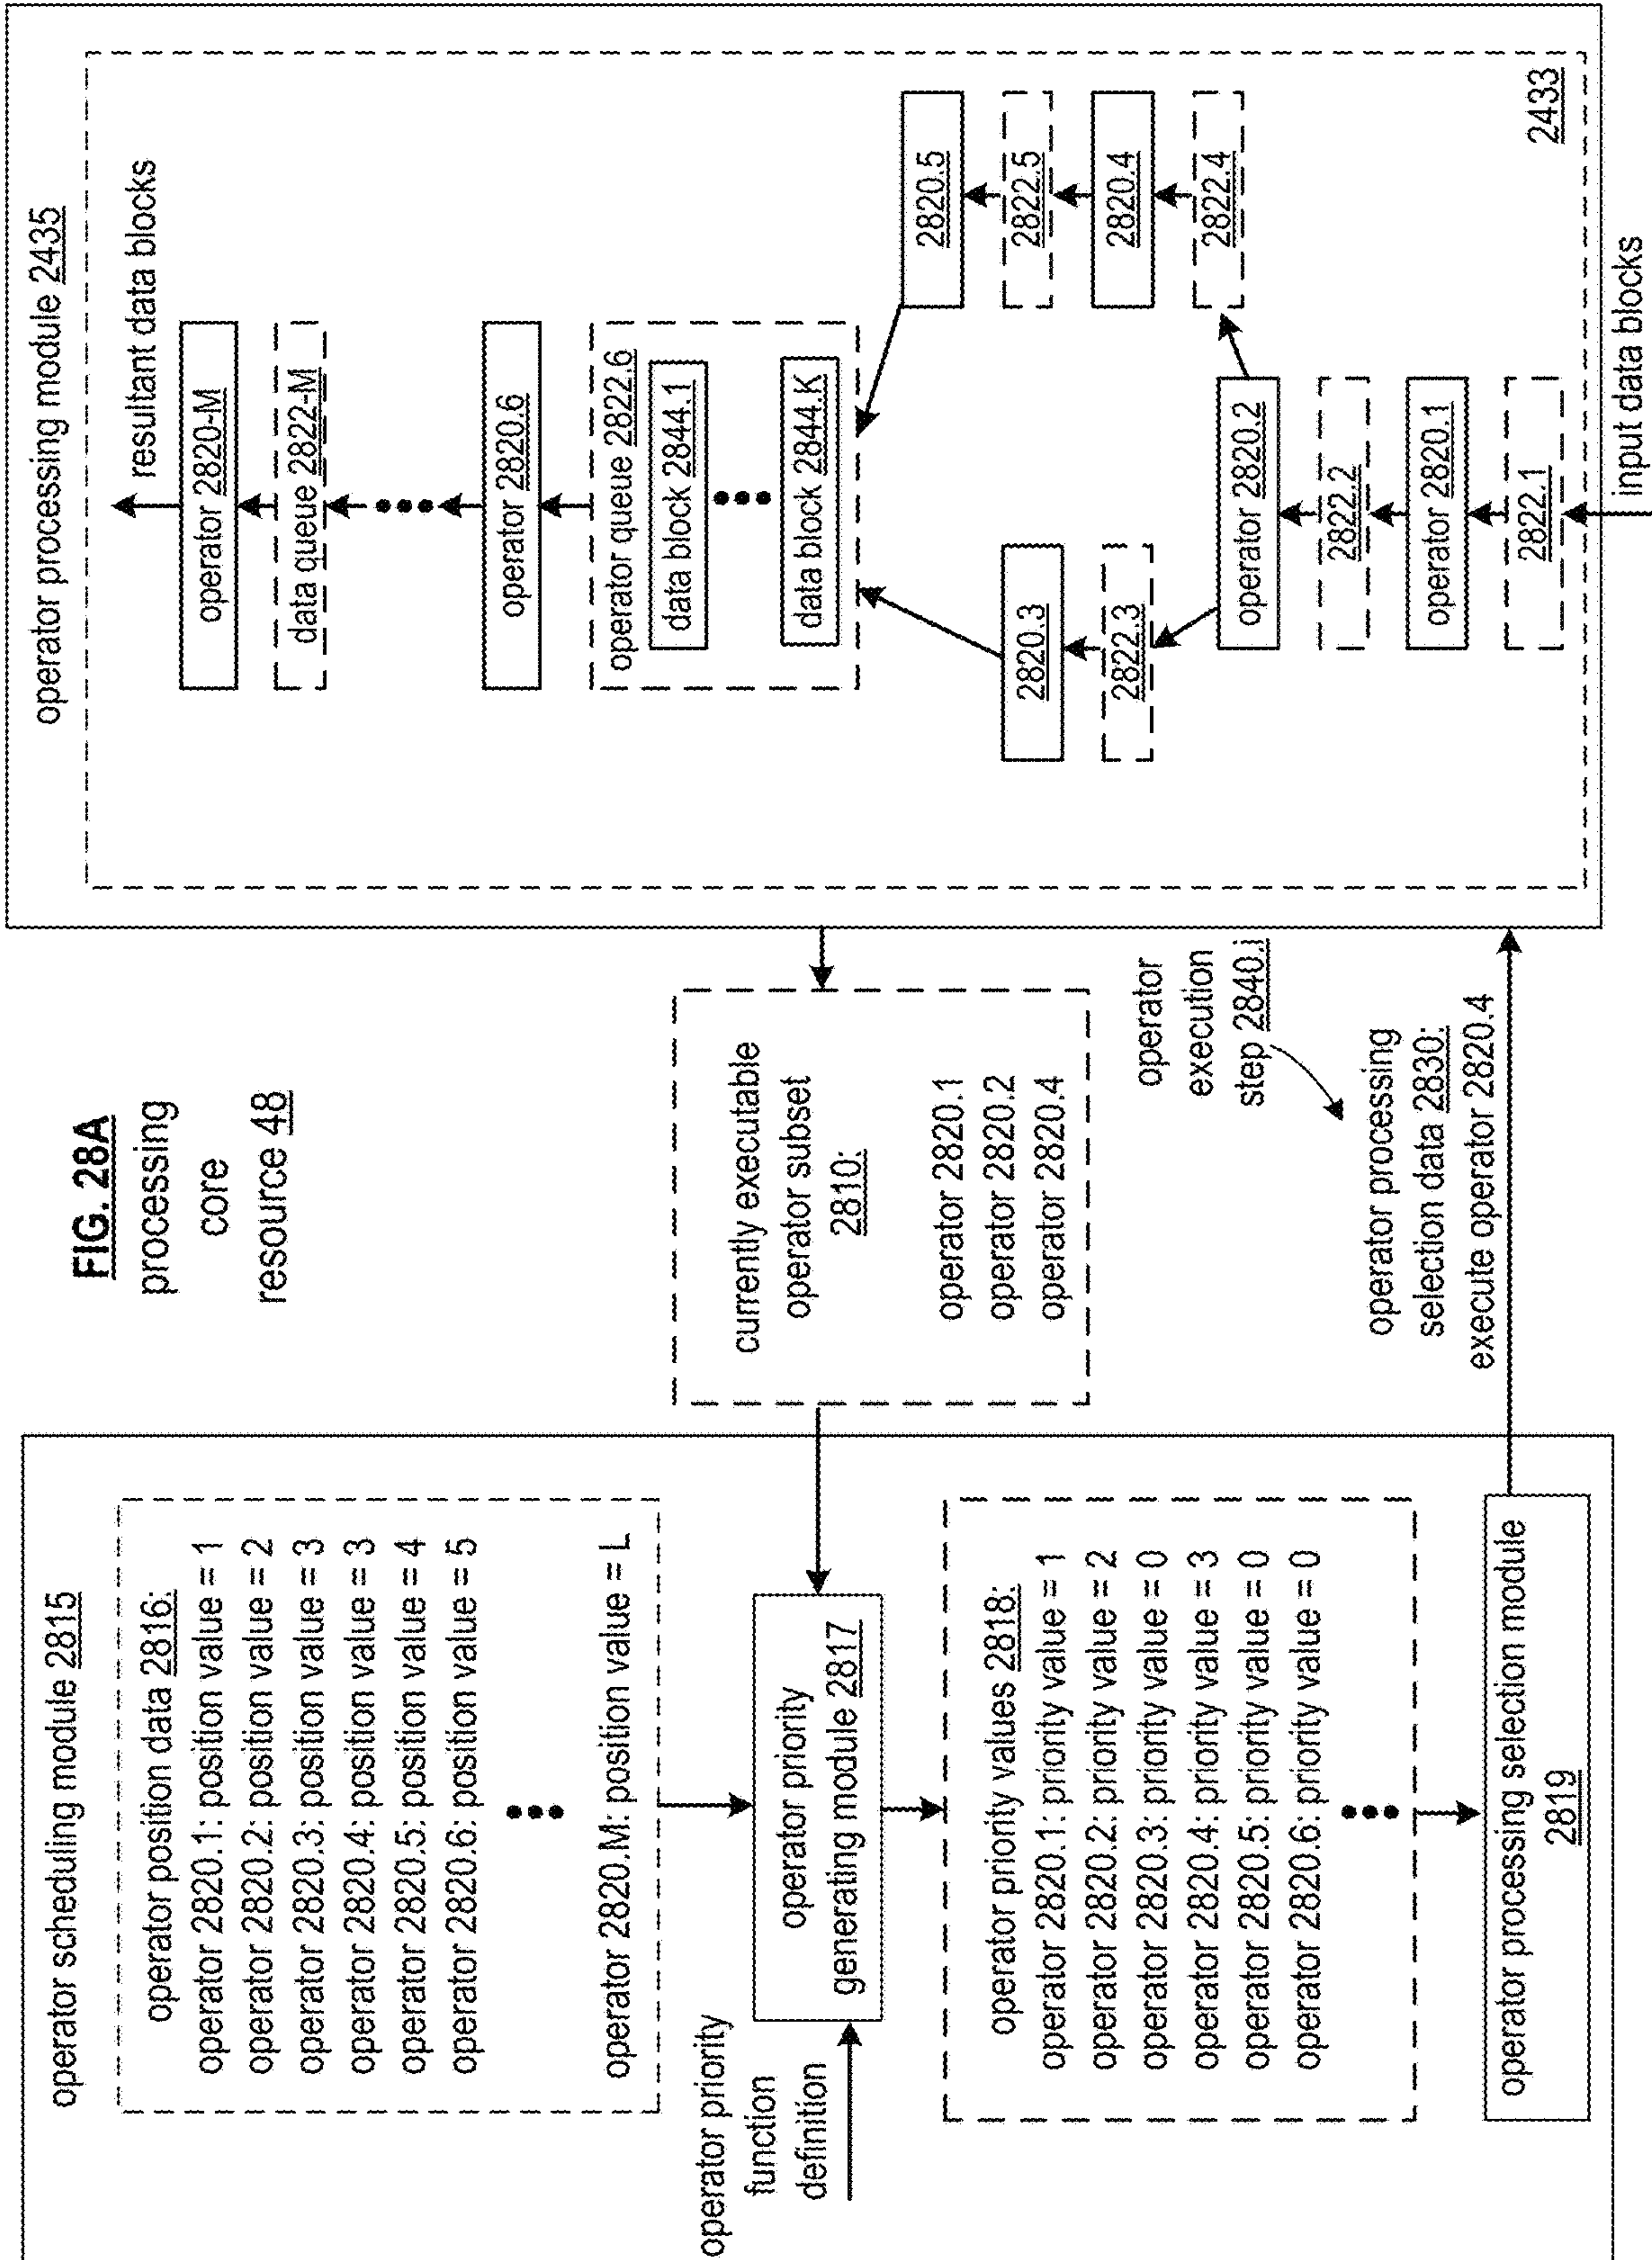 FIG. 28A
processing
core
resource 48
operator scheduling module 2815
operator position data 2816:
operator 2820.1: position value = 1
operator 2820.2: position value = 2
operator 2820.3: position value = 3
operator 2820.4: position value = 3
operator 2820.5: position value = 4
operator 2820.6: position value = 5
operator 2820.M: position value = L
operator priority
function
definition
operator priority
generating module 2817
operator priority values 2818:
operator 2820.1: priority value = 1
operator 2820.2: priority value = 2
operator 2820.3: priority value = 0
operator 2820.4: priority value = 3
operator 2820.5: priority value = 0
operator 2820.6: priority value = 0
operator processing selection module
2819
currently executable
operator subset
2810:
operator 2820.1
operator 2820.2
operator 2820.4
operator
execution
step 2840.i
operator processing
selection data 2830:
execute operator 2820.4
operator processing module 2435
resultant data blocks
operator 2820-M
data queue 2822-M
operator 2820.6
operator queue 2822.6
data block 2844.1
data block 2844.K
2820.5
2822.5
2820.3
2820.4
2822.3
2822.4
operator 2820.2
2822.2
operator 2820.1
2822.1
2433
input data blocks